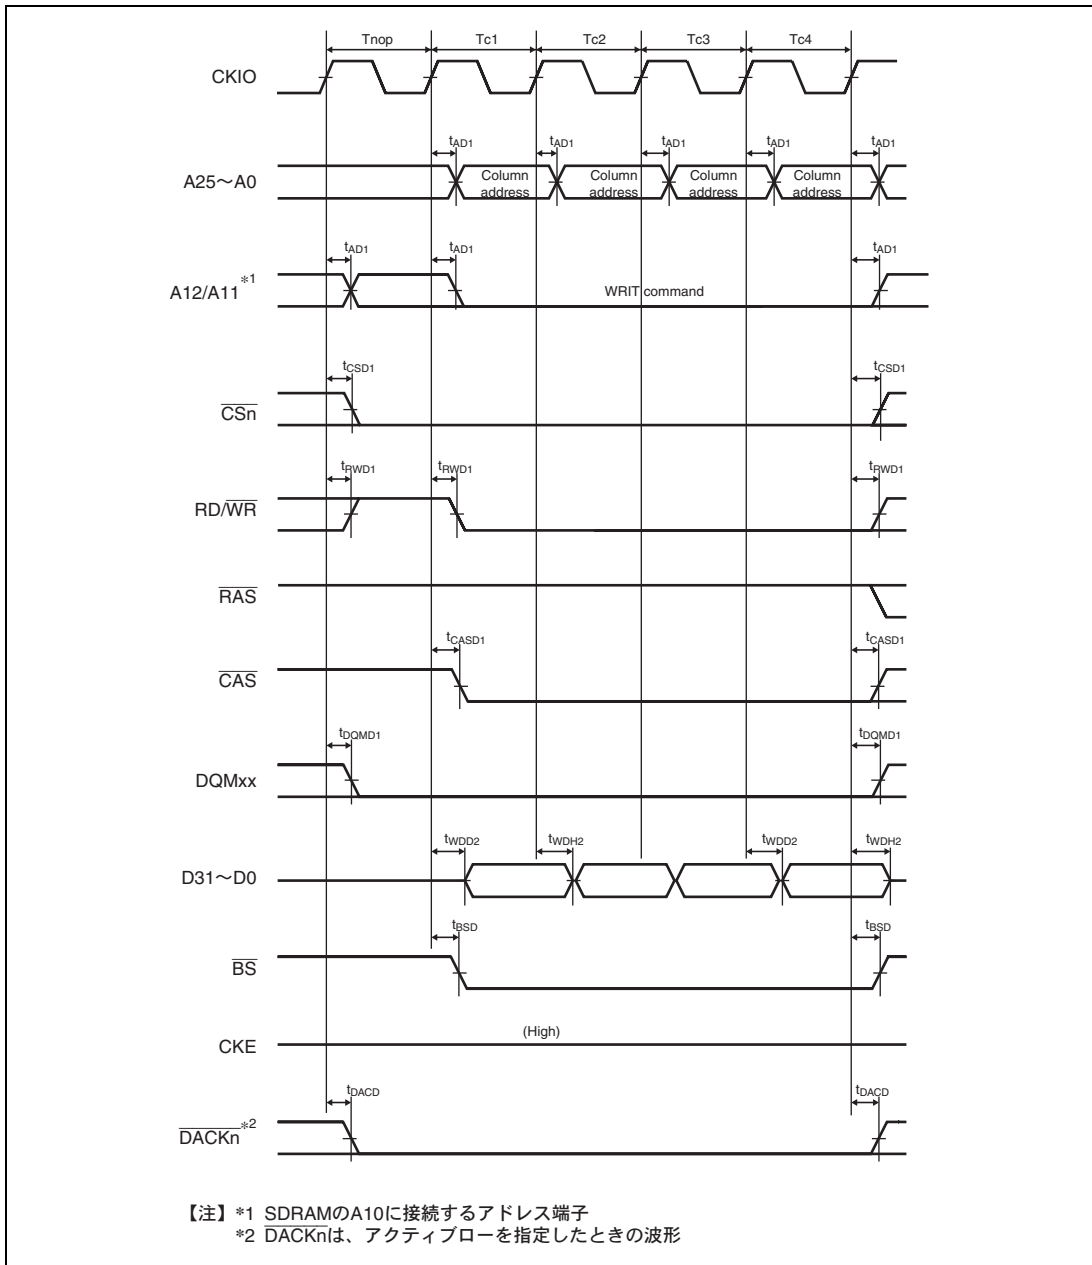 Tnop Tc1 Tc2 Tc3 Tc4
CKIO
tAD1 tAD1 tAD1 tAD1 tAD1
A25～A0
Column address Column address Column address Column address
tAD1 tAD1 tAD1
A12/A11*1
WRIT command
tCSD1 tCSD1
CSn
tRWD1 tRWD1 tRWD1
RD/WR
RAS
tCASD1 tCASD1
CAS
tDQMD1 tDQMD1
DQMxx
tWDD2 tWDH2 tWDD2 tWDH2
D31～D0
tBSD tBSD
BS
(High)
CKE
tDACD tDACD
DACKn*2
【注】*1 SDRAMのA10に接続するアドレス端子
*2 DACKnは、アクティブローを指定したときの波形